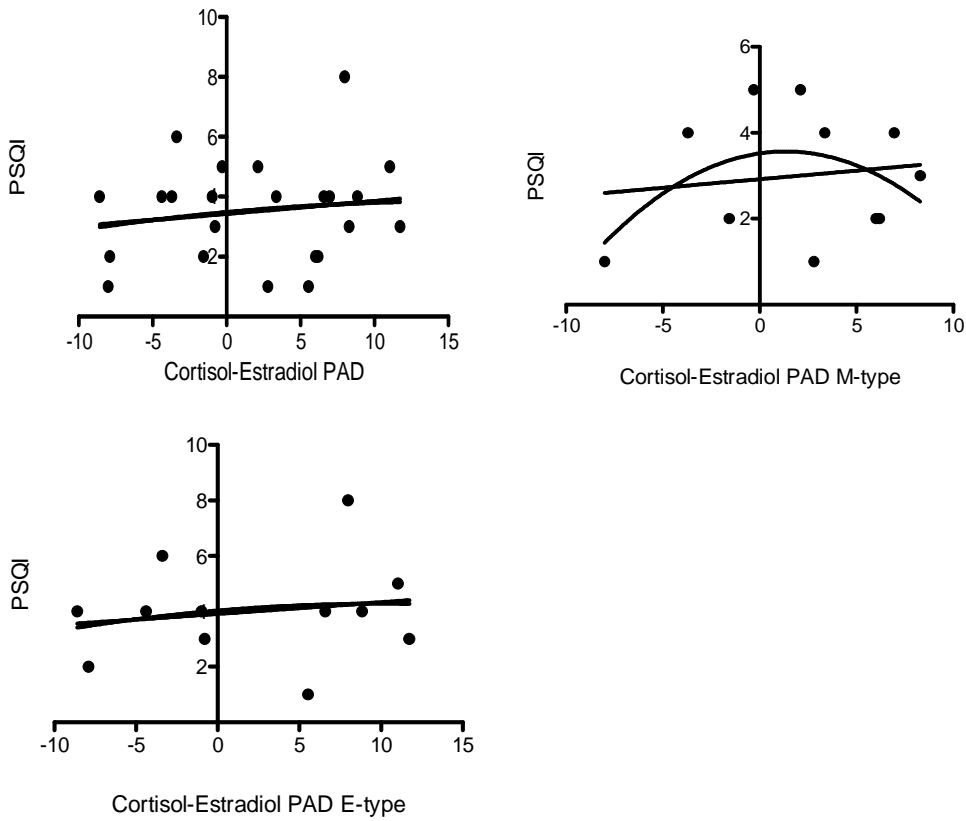 10
8
6
4
2
PSQI
-10 -5 0 5 10 15
Cortisol-Estradiol PAD
6
4
2
PSQI
-10 -5 0 5 10
Cortisol-Estradiol PAD M-type
10
8
6
4
2
PSQI
-10 -5 0 5 10 15
Cortisol-Estradiol PAD E-type